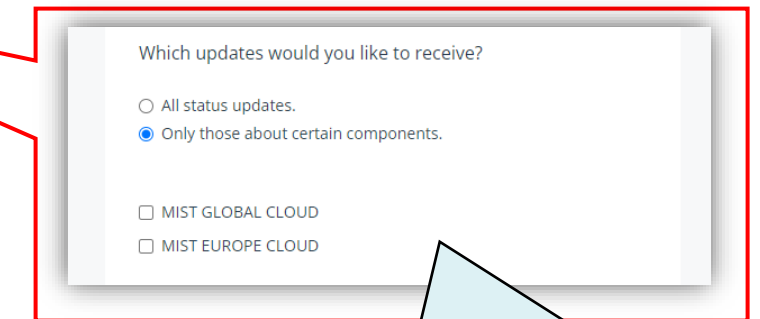 Which updates would you like to receive?
All status updates.
Only those about certain components.
MIST GLOBAL CLOUD
MIST EUROPE CLOUD